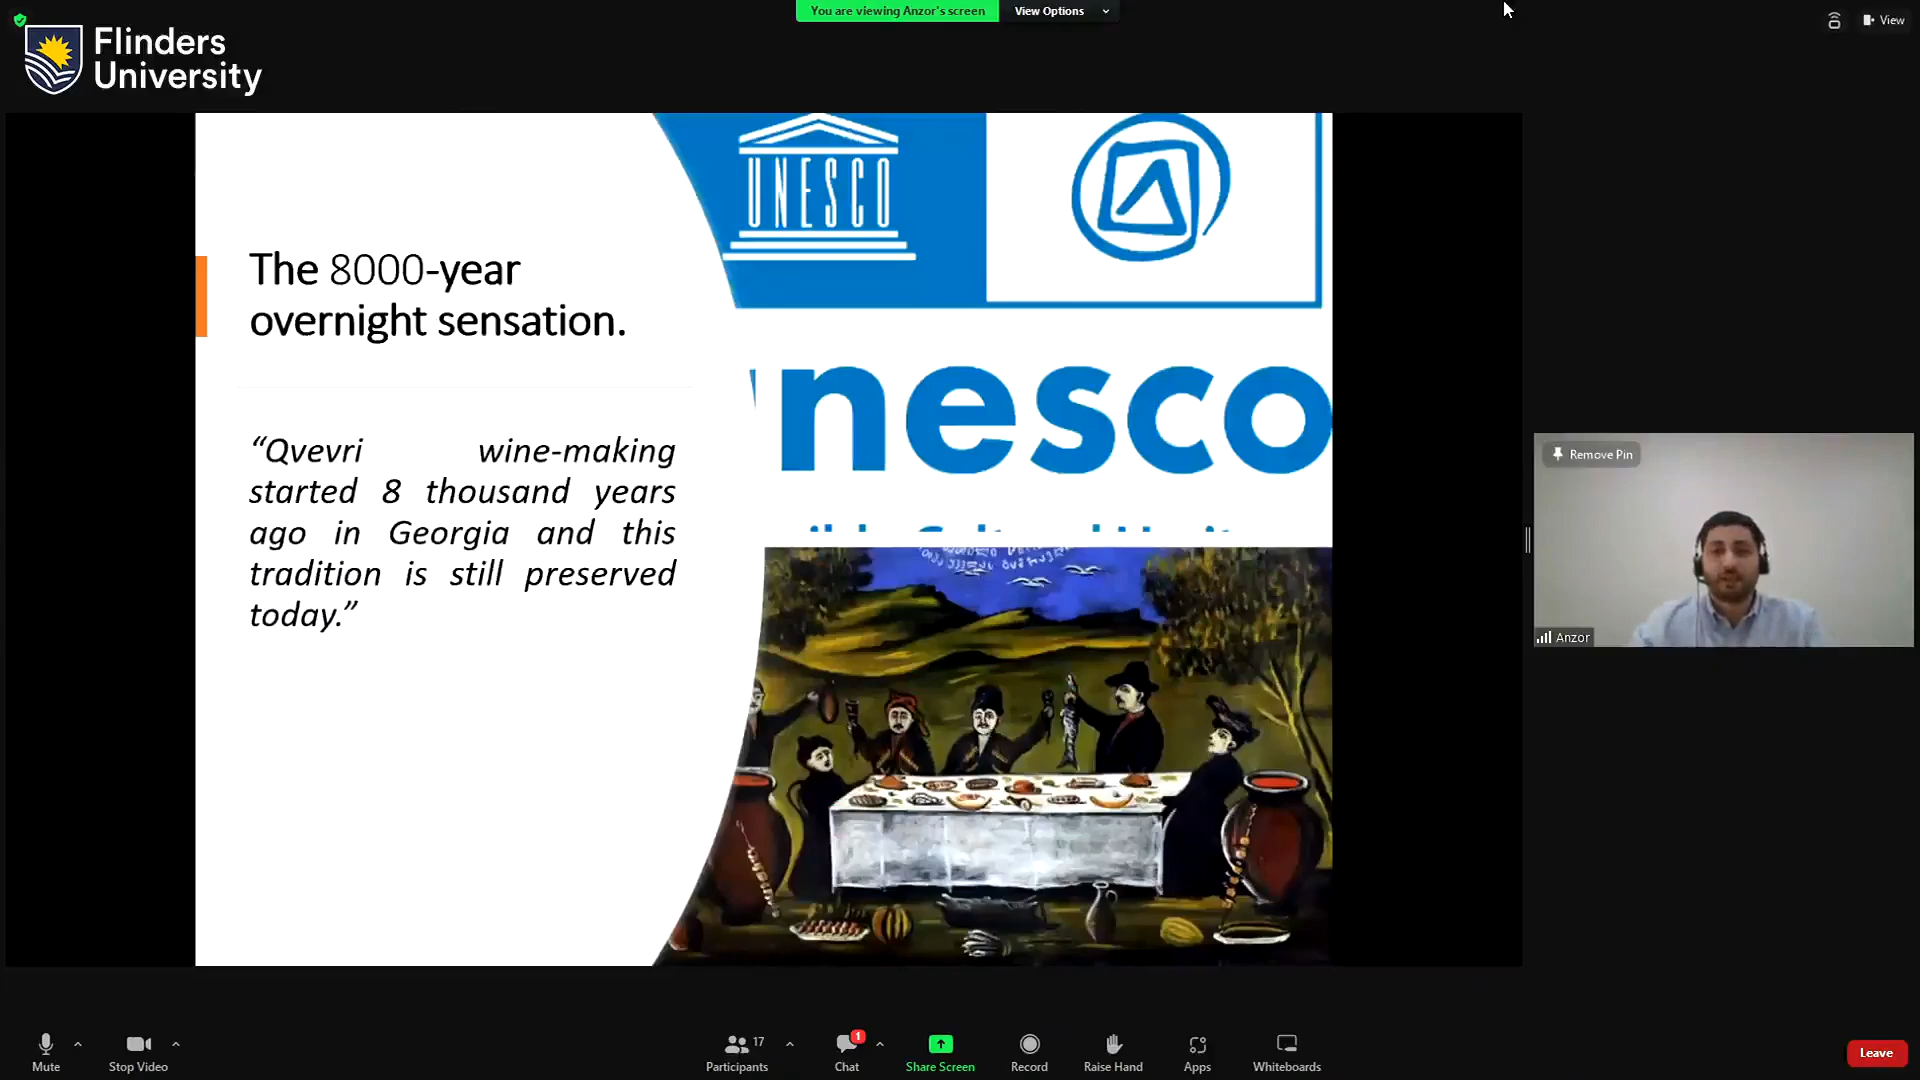 You are viewing Anzor's screen
View Options
View
Flinders
University
UNESCO
The 8000-year
overnight sensation.
nesco
“Qvevri wine-making
started 8 thousand years
ago in Georgia and this
tradition is still preserved
today.”
Remove Pin
Anzor
Mute
Stop Video
17
Participants
1
Chat
Share Screen
Record
Raise Hand
Apps
Whiteboards
Leave